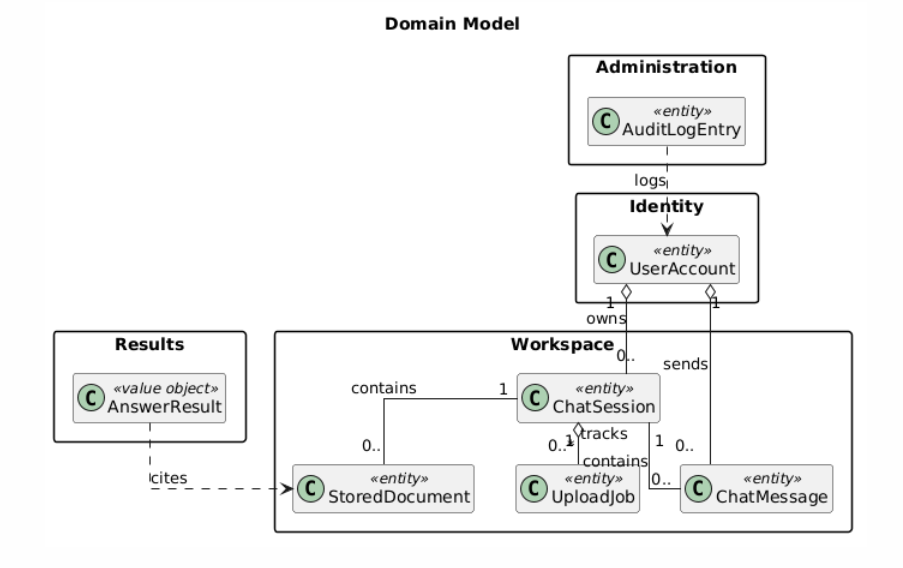 Domain Model
Administration
C
«entity»
AuditLogEntry
logs
Identity
C
«entity»
UserAccount
1
1
owns
Results
Workspace
0..
sends
C
«value object»
AnswerResult
contains
1
C
«entity»
ChatSession
0..
0..
1
tracks
1
0..
contains
cites
C
«entity»
StoredDocument
C
«entity»
UploadJob
0..
C
«entity»
ChatMessage